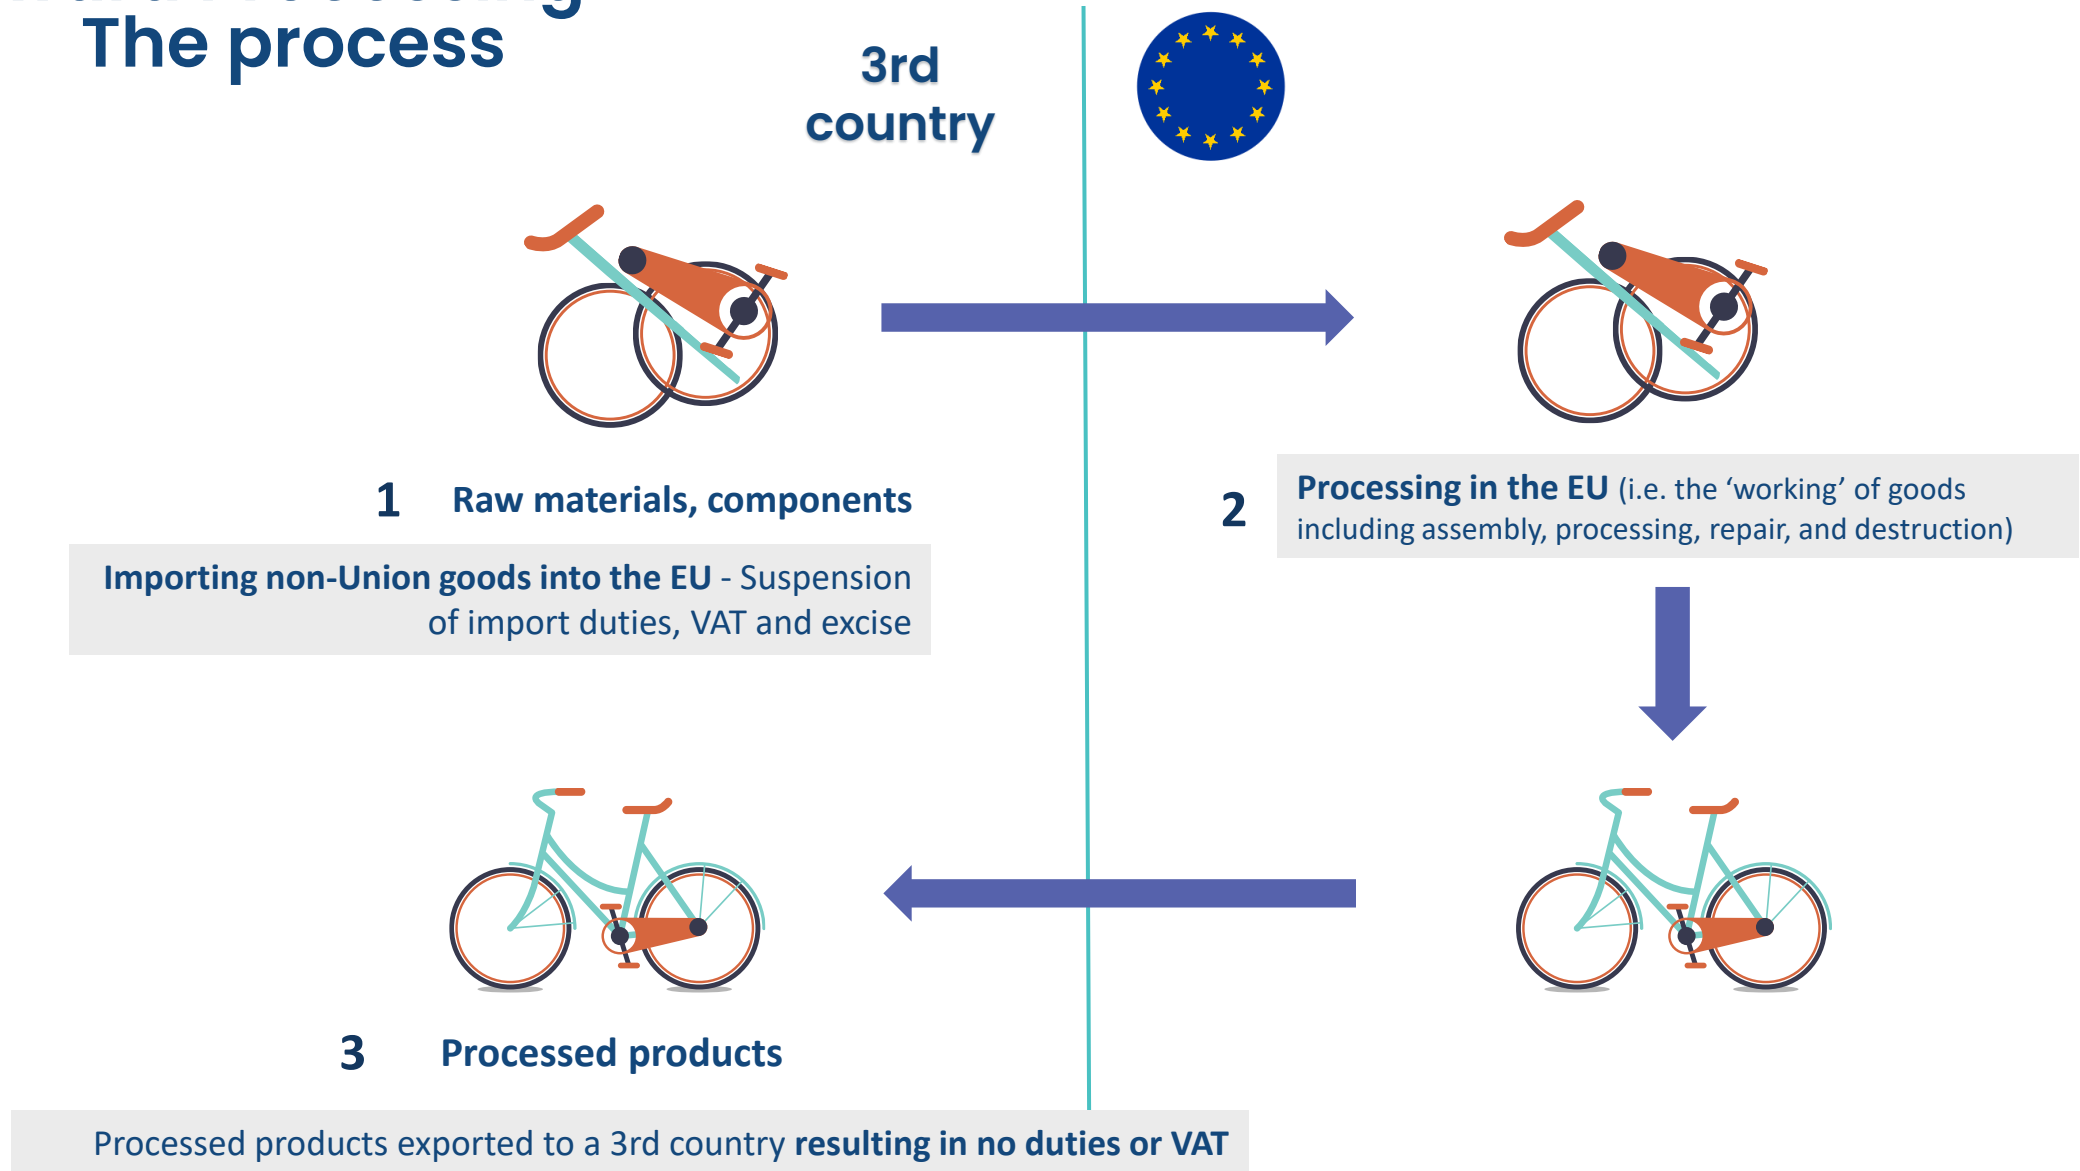 Processing
The process
3rd
country
1 Raw materials, components
Importing non-Union goods into the EU - Suspension
of import duties, VAT and excise
2
Processing in the EU (i.e. the ‘working’ of goods
including assembly, processing, repair, and destruction)
3 Processed products
Processed products exported to a 3rd country resulting in no duties or VAT